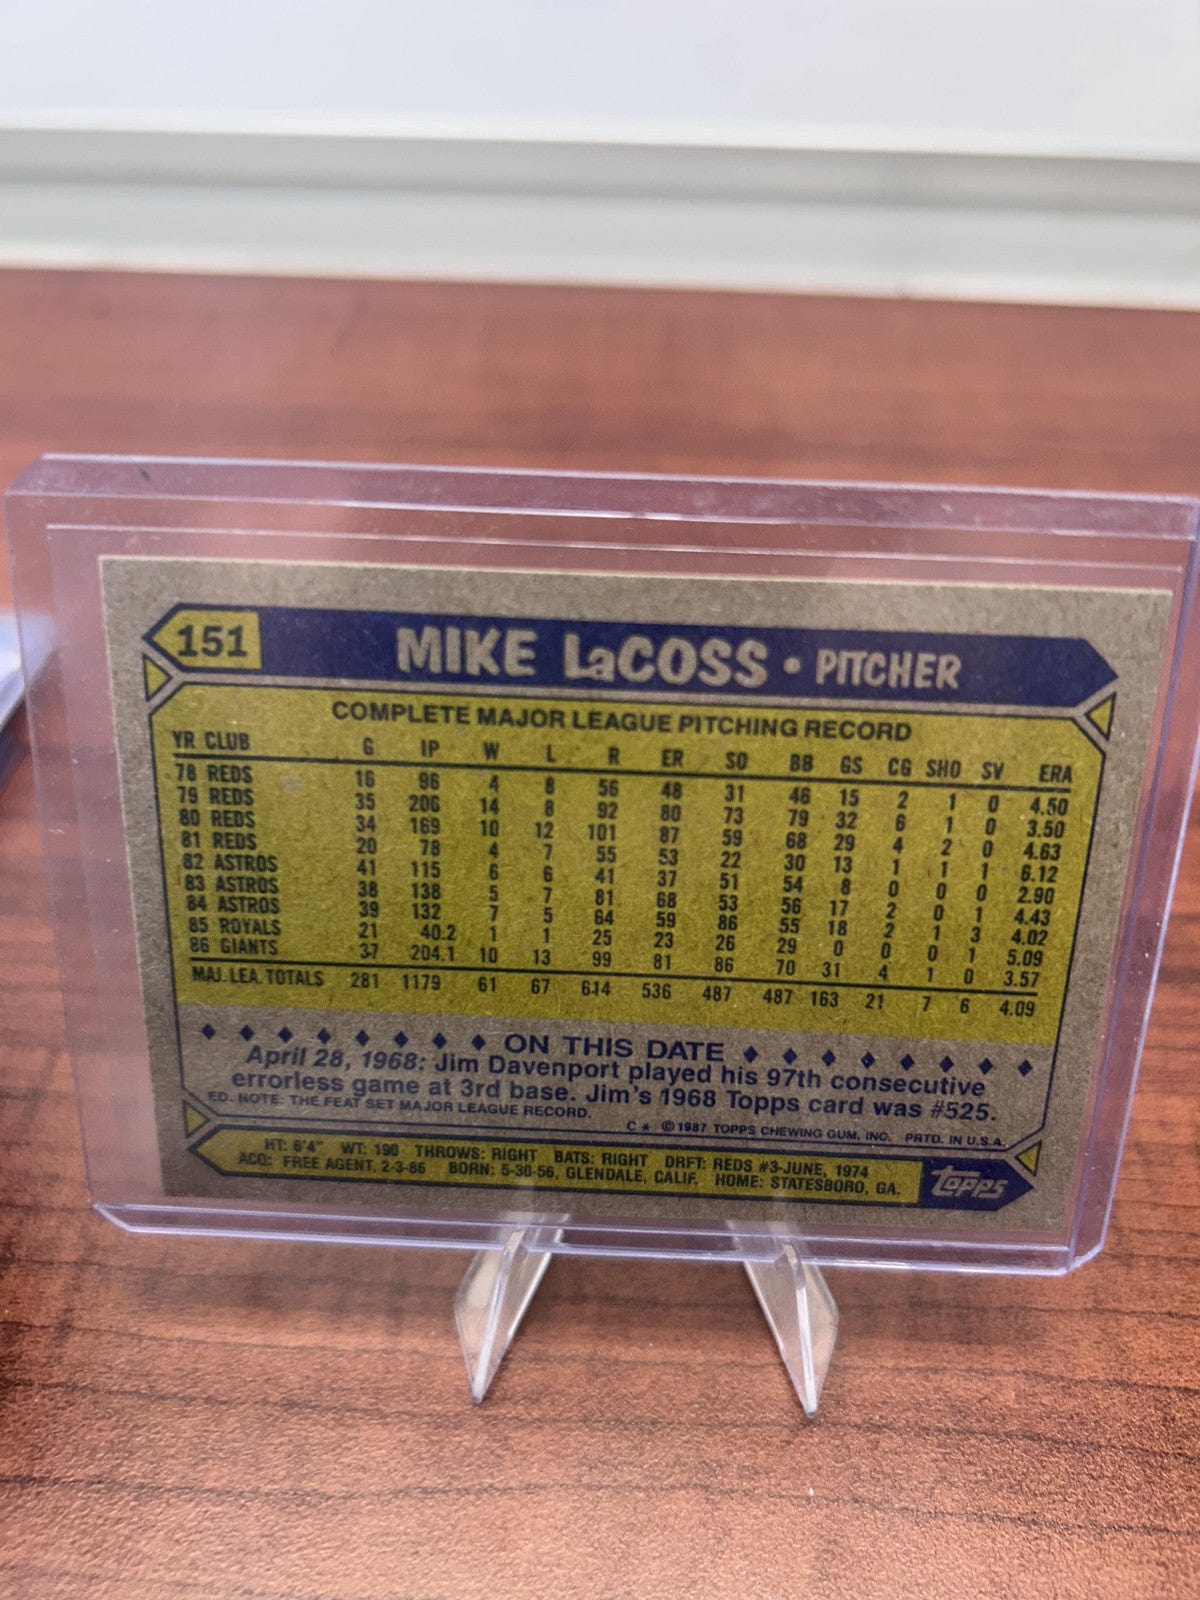 151 MIKE LaCOSS • PITCHER
COMPLETE MAJOR LEAGUE PITCHING RECORD
YR CLUB G IP W L R ER SO BB GS CG SHO SV ERA
78 REDS 16 96 4 8 56 48 31 46 15 2 1 0 4.50
79 REDS 35 206 14 8 92 80 73 79 32 6 1 0 3.50
80 REDS 34 169 10 12 101 87 59 68 29 4 2 0 4.63
81 REDS 20 78 4 7 55 53 22 30 13 1 1 1 6.12
82 ASTROS 41 115 6 6 41 37 51 54 8 0 0 0 2.90
83 ASTROS 38 138 5 7 81 68 53 56 17 2 0 1 4.43
84 ASTROS 39 132 7 5 64 59 86 55 18 2 1 3 4.02
85 ROYALS 21 40.2 1 1 25 23 26 29 0 0 0 1 5.09
86 GIANTS 37 204.1 10 13 99 81 86 70 31 4 1 0 3.57
MAJ. LEA. TOTALS 281 1179 61 67 614 536 487 487 163 21 7 6 4.09
ON THIS DATE
April 28, 1968: Jim Davenport played his 97th consecutive
errorless game at 3rd base. Jim's 1968 Topps card was #525.
ED. NOTE: THE FEAT SET MAJOR LEAGUE RECORD.
C* ©1987 TOPPS CHEWING GUM, INC. PRTD. IN U.S.A.
HT: 6'4" WT: 190 THROWS: RIGHT BATS: RIGHT DRFT: REDS #3-JUNE, 1974
ACQ: FREE AGENT, 2-3-86 BORN: 5-30-56, GLENDALE, CALIF. HOME: STATESBORO, GA.
topps